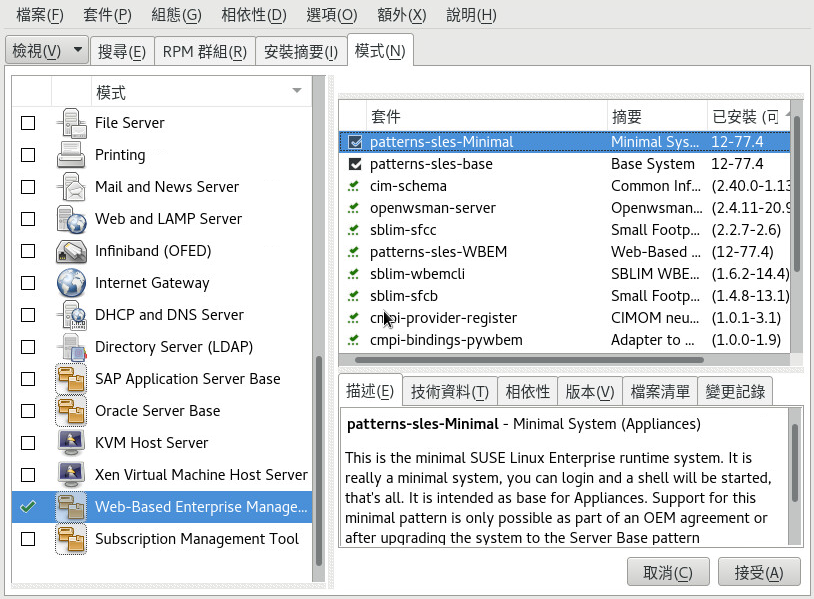 檔案(F) 套件(P) 組態(G) 相依性(D) 選項(O) 額外(X) 說明(H)
檢視(V) 搜尋(E) RPM 群組(R) 安裝摘要(I) 模式(N)
模式
File Server
Printing
Mail and News Server
Web and LAMP Server
Infiniband (OFED)
Internet Gateway
DHCP and DNS Server
Directory Server (LDAP)
SAP Application Server Base
Oracle Server Base
KVM Host Server
Xen Virtual Machine Host Server
Web-Based Enterprise Manage...
Subscription Management Tool
套件 摘要 已安裝 (可
patterns-sles-Minimal Minimal Sys... 12-77.4
patterns-sles-base Base System 12-77.4
cim-schema Common Inf... (2.40.0-1.13
openwsman-server Openwsman... (2.4.11-20.9
sblim-sfcc Small Footp... (2.2.7-2.6)
patterns-sles-WBEM Web-Based ... (12-77.4)
sblim-wbemcli SBLIM WBE... (1.6.2-14.4)
sblim-sfcb Small Footp... (1.4.8-13.1)
cmpi-provider-register CIMOM neu... (1.0.1-3.1)
cmpi-bindings-pywbem Adapter to ... (1.0.0-1.9)
描述(E) 技術資料(T) 相依性 版本(V) 檔案清單 變更記錄
patterns-sles-Minimal - Minimal System (Appliances)
This is the minimal SUSE Linux Enterprise runtime system. It is
really a minimal system, you can login and a shell will be started,
that's all. It is intended as base for Appliances. Support for this
minimal pattern is only possible as part of an OEM agreement or
after upgrading the system to the Server Base pattern
取消(C) 接受(A)